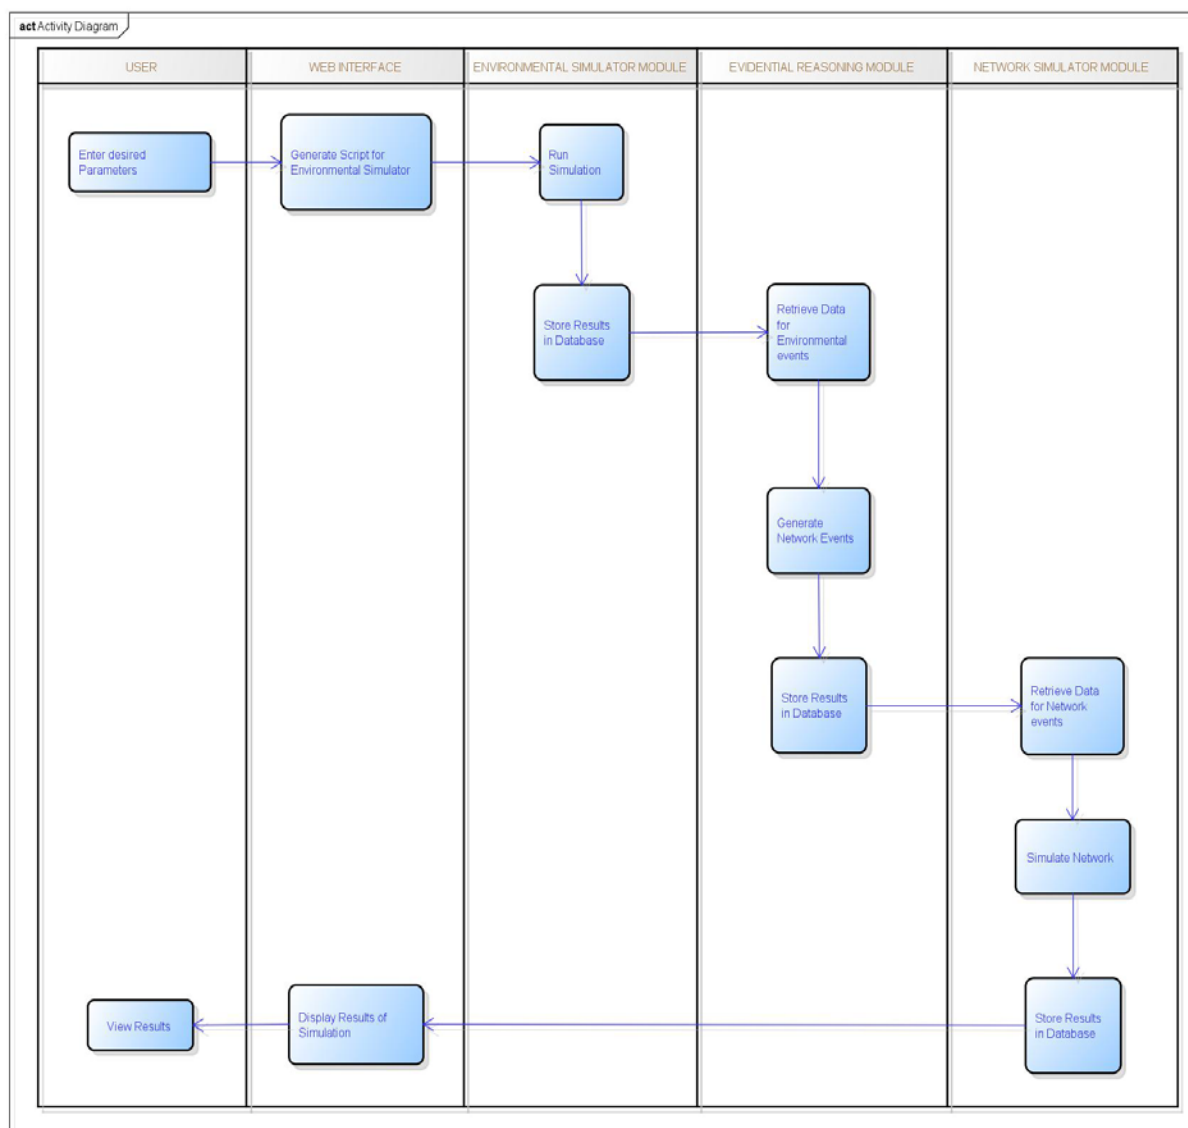 act Activity Diagram
USER
WEB INTERFACE
ENVIRONMENTAL SIMULATOR MODULE
EVIDENTIAL REASONING MODULE
NETWORK SIMULATOR MODULE
Enter desired
Parameters
Generate Script for
Environmental Simulator
Run
Simulation
Store Results
in Database
Retrieve Data
for
Environmental
events
Generate
Network Events
Store Results
in Database
Retrieve Data
for Network
events
Simulate Network
Store Results
in Database
Display Results of
Simulation
View Results